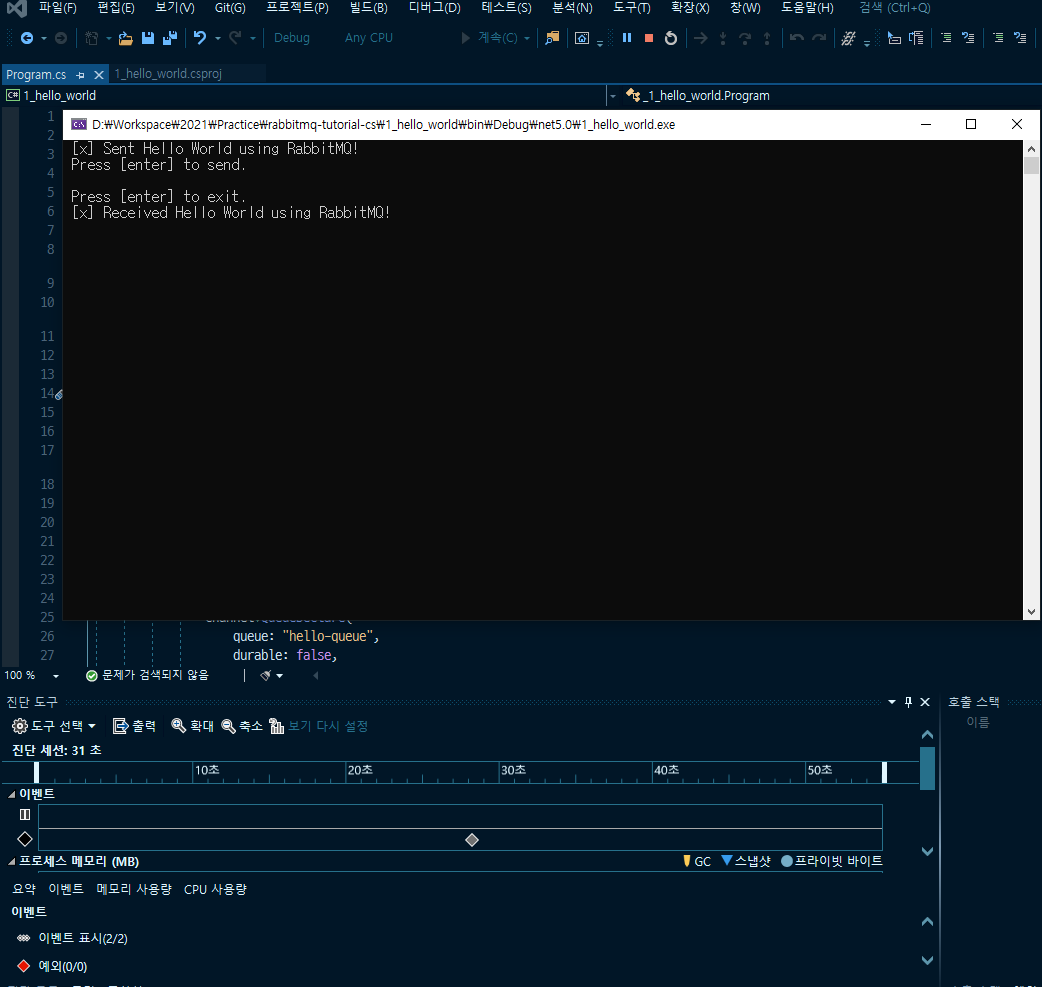 파일(F) 편집(E) 보기(V) Git(G) 프로젝트(P) 빌드(B) 디버그(D) 테스트(S) 분석(N) 도구(T) 확장(X) 창(W) 도움말(H) 검색 (Ctrl+Q)
Debug Any CPU 계속(C)
Program.cs 1_hello_world.csproj
C# 1_hello_world _1_hello_world.Program
D:₩Workspace₩2021₩Practice₩rabbitmq-tutorial-cs₩1_hello_world₩bin₩Debug₩net5.0₩1_hello_world.exe
[x] Sent Hello World using RabbitMQ!
Press [enter] to send.
Press [enter] to exit.
[x] Received Hello World using RabbitMQ!
1
2
3
4
5
6
7
8
9
10
11
12
13
14
15
16
17
18
19
20
21
22
23
24
25
26 queue: "hello-queue",
27 durable: false,
100 % 문제가 검색되지 않음
진단 도구 호출 스택
도구 선택 출력 확대 축소 보기 다시 설정 이름
진단 세션: 31 초
10초 20초 30초 40초 50초
이벤트
프로세스 메모리 (MB) GC 스냅샷 프라이빗 바이트
요약 이벤트 메모리 사용량 CPU 사용량
이벤트
이벤트 표시(2/2)
예외(0/0)